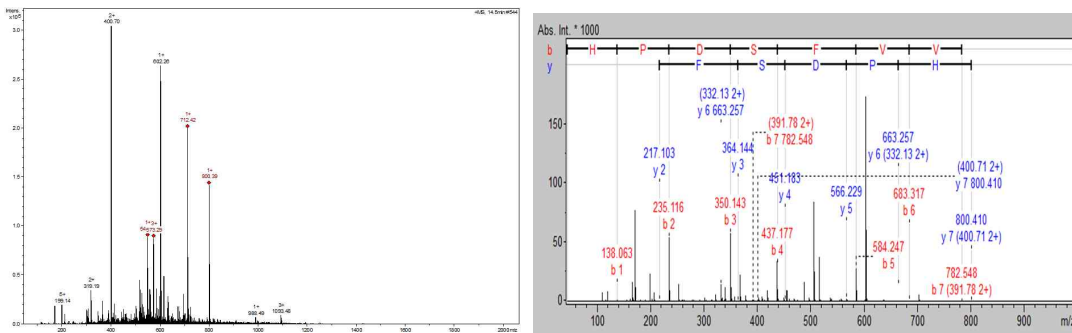 Intens.
x10⁵
+MS, 14.5min #544
2+
400.70
1+
602.26
1+
712.42
1+
800.39
3.0
2.5
2.0
1.5
1.0
0.5
0.0
1+
3+
573.29
2+
319.19
5+
169.14
1+
988.49
3+
1093.48
200
400
600
800
1000
1200
1400
1600
1800
2000 m/z
Abs. Int. * 1000
b H P D S F V V
y F S D P H
(332.13 2+)
y 6 663.257
(391.78 2+)
b 7 782.548
217.103
y 2
364.144
y 3
451.183
y 4
663.257
y 6 (332.13 2+)
(400.71 2+)
y 7 800.410
235.116
b 2
350.143
b 3
566.229
y 5
683.317
b 6
138.063
b 1
437.177
b 4
584.247
b 5
800.410
y 7 (400.71 2+)
782.548
b 7 (391.78 2+)
150
100
50
0
100
200
300
400
500
600
700
800
900
m/z